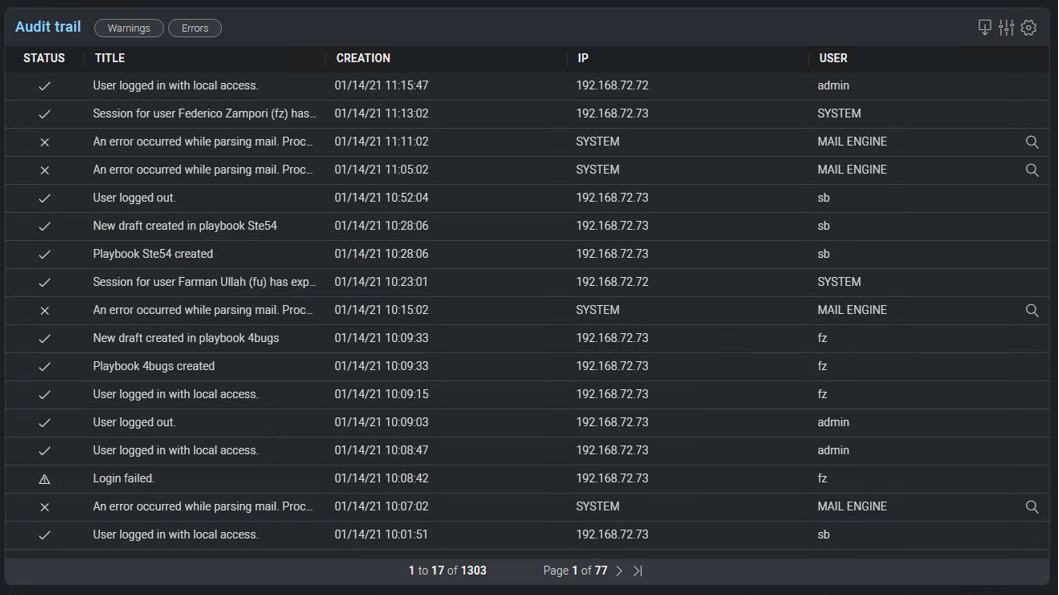 Audit trail Warnings Errors
STATUS TITLE CREATION IP USER
User logged in with local access. 01/14/21 11:15:47 192.168.72.72 admin
Session for user Federico Zampori (fz) has... 01/14/21 11:13:02 192.168.72.73 SYSTEM
An error occurred while parsing mail. Proc... 01/14/21 11:11:02 SYSTEM MAIL ENGINE
An error occurred while parsing mail. Proc... 01/14/21 11:05:02 SYSTEM MAIL ENGINE
User logged out. 01/14/21 10:52:04 192.168.72.73 sb
New draft created in playbook Ste54 01/14/21 10:28:06 192.168.72.73 sb
Playbook Ste54 created 01/14/21 10:28:06 192.168.72.73 sb
Session for user Farman Ullah (fu) has exp... 01/14/21 10:23:01 192.168.72.72 SYSTEM
An error occurred while parsing mail. Proc... 01/14/21 10:15:02 SYSTEM MAIL ENGINE
New draft created in playbook 4bugs 01/14/21 10:09:33 192.168.72.73 fz
Playbook 4bugs created 01/14/21 10:09:33 192.168.72.73 fz
User logged in with local access. 01/14/21 10:09:15 192.168.72.73 fz
User logged out. 01/14/21 10:09:03 192.168.72.73 admin
User logged in with local access. 01/14/21 10:08:47 192.168.72.73 admin
Login failed. 01/14/21 10:08:42 192.168.72.73 fz
An error occurred while parsing mail. Proc... 01/14/21 10:07:02 SYSTEM MAIL ENGINE
User logged in with local access. 01/14/21 10:01:51 192.168.72.73 sb
1 to 17 of 1303 Page 1 of 77